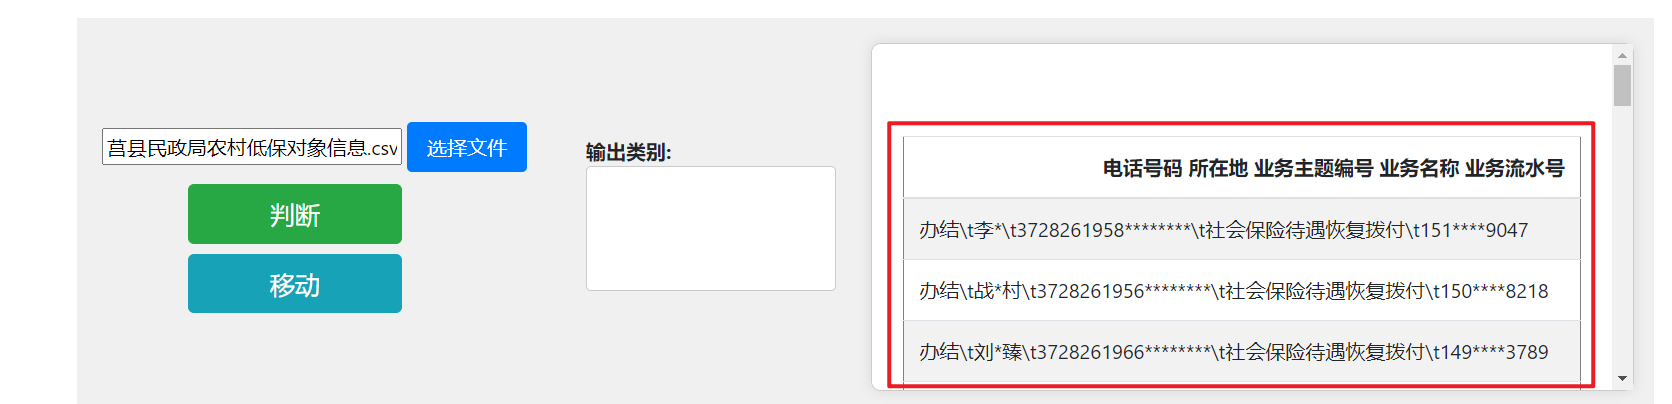 莒县民政局农村低保对象信息.csv
选择文件
判断
移动
输出类别:
电话号码 所在地 业务主题编号 业务名称 业务流水号
办结\t李*\t3728261958********\t社会保险待遇恢复拨付\t151****9047
办结\t战*村\t3728261956********\t社会保险待遇恢复拨付\t150****8218
办结\t刘*臻\t3728261966********\t社会保险待遇恢复拨付\t149****3789